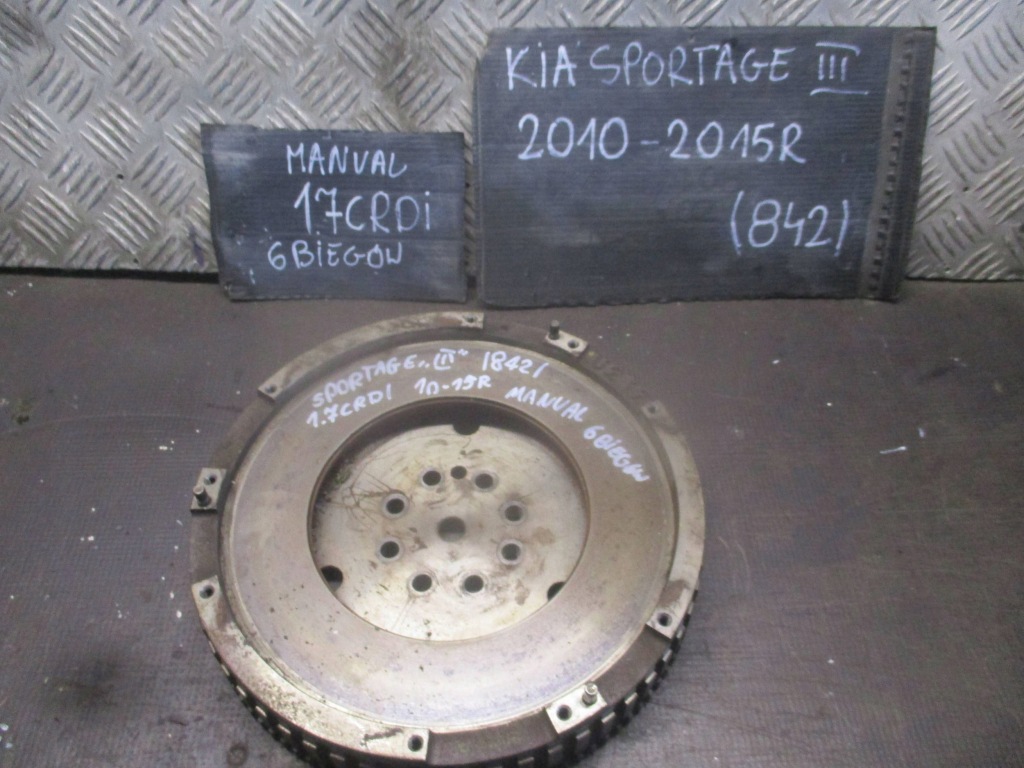 MANUAL
1.7CRDi
6BIEGOW
KIA SPORTAGE III
2010-2015R
(842)
SPORTAGE "III" /842/
1.7CRDI 10-15R MANUAL 6BIEGOW